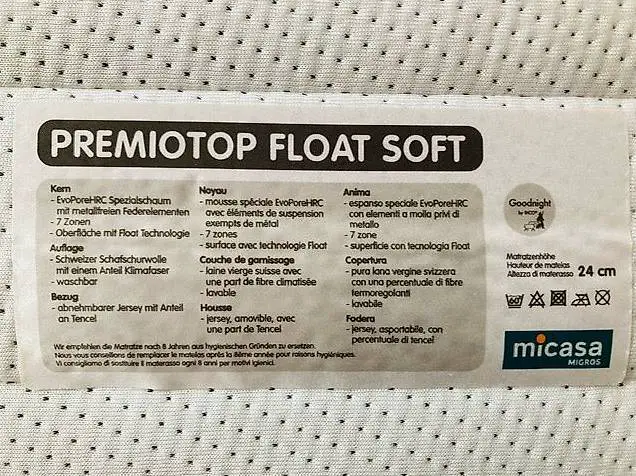 PREMIOTOP FLOAT SOFT
Kern
- EvoPoreHRC Spezialschaum
mit metallfreien Federelementen
- 7 Zonen
- Oberfläche mit Float Technologie
Auflage
- Schweizer Schafschurwolle
mit einem Anteil Klimafaser
- waschbar
Bezug
- abnehmbarer Jersey mit Anteil
an Tencel
Noyau
- mousse spéciale EvoPoreHRC
avec éléments de suspension
exempts de métal
- 7 zones
- surface avec technologie Float
Couche de garnissage
- laine vierge suisse avec
une part de fibre climatisée
- lavable
Housse
- jersey, amovible, avec
une part de Tencel
Anima
- espanso speciale EvoPoreHRC
con elementi a molla privi di
metallo
- 7 zone
- superficie con tecnologia Float
Copertura
- pura lana vergine svizzera
con una percentuale di fibre
termoregolanti
- lavabile
Fodera
- jersey, asportabile, con
percentuale di tencel
Wir empfehlen die Matratze nach 8 Jahren aus hygienischen Gründen zu ersetzen.
Nous vous conseillons de remplacer le matelas après la 8ème année pour raisons hygiéniques.
Vi consigliamo di sostituire il materasso ogni 8 anni per motivi igienici.
Goodnight
by BICO
Matratzenhöhe
Hauteur de matelas
Altezza di materasso 24 cm
60
micasa
MIGROS